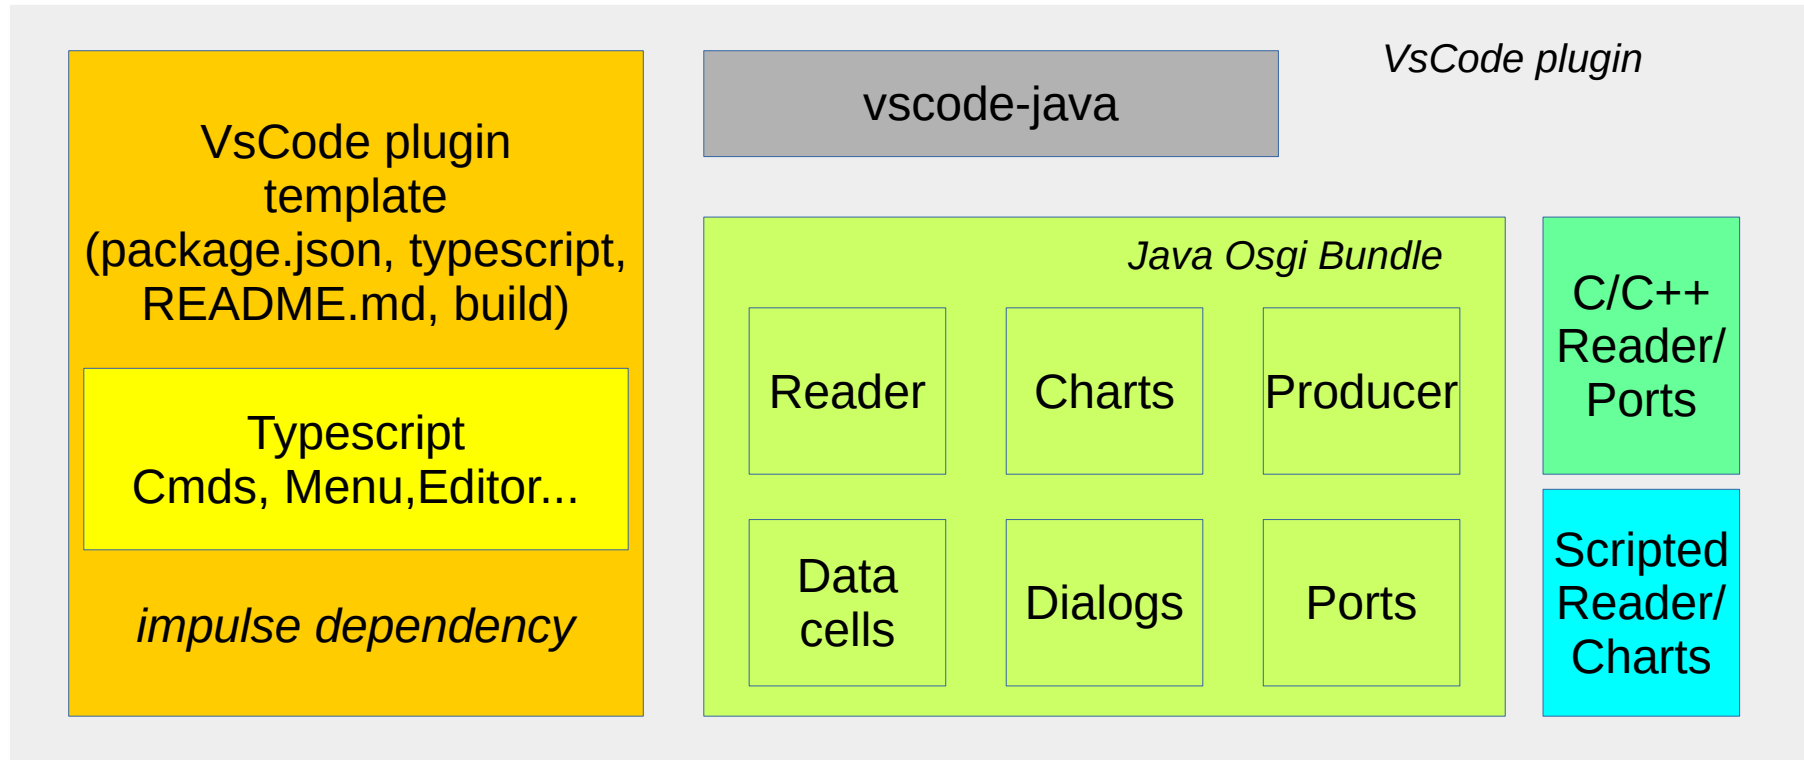 VsCode plugin
vscode-java
VsCode plugin
template
(package.json, typescript,
README.md, build)
Typescript
Cmds, Menu,Editor...
impulse dependency
Java Osgi Bundle
Reader
Charts
Producer
Data
cells
Dialogs
Ports
C/C++
Reader/
Ports
Scripted
Reader/
Charts